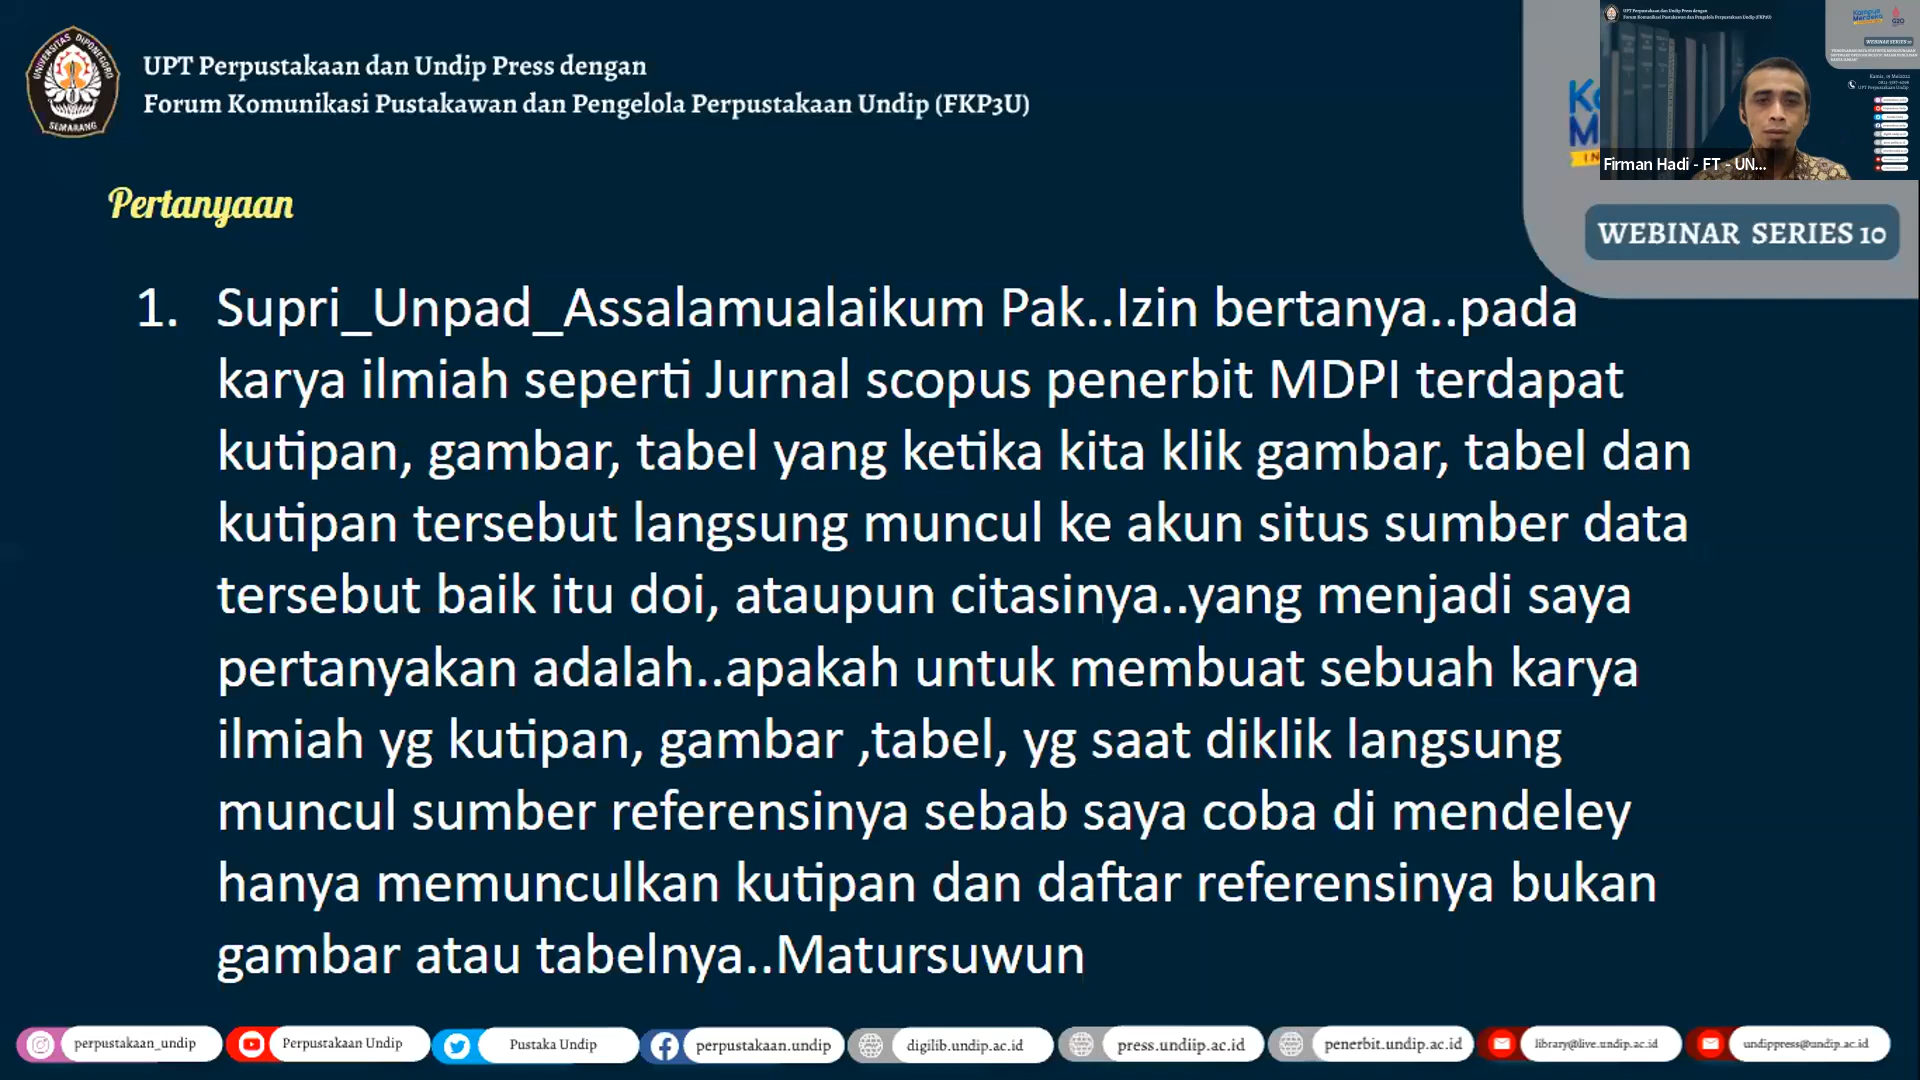 UNIVERSITAS DIPONEGORO
SEMARANG
UPT Perpustakaan dan Undip Press dengan
Forum Komunikasi Pustakawan dan Pengelola Perpustakaan Undip (FKP3U)
Firman Hadi - FT - UN...
WEBINAR SERIES 10
Pertanyaan
1. Supri_Unpad_Assalamualaikum Pak..Izin bertanya..pada
karya ilmiah seperti Jurnal scopus penerbit MDPI terdapat
kutipan, gambar, tabel yang ketika kita klik gambar, tabel dan
kutipan tersebut langsung muncul ke akun situs sumber data
tersebut baik itu doi, ataupun citasinya..yang menjadi saya
pertanyakan adalah..apakah untuk membuat sebuah karya
ilmiah yg kutipan, gambar ,tabel, yg saat diklik langsung
muncul sumber referensinya sebab saya coba di mendeley
hanya memunculkan kutipan dan daftar referensinya bukan
gambar atau tabelnya..Matursuwun
perpustakaan_undip
Perpustakaan Undip
Pustaka Undip
perpustakaan.undip
digilib.undip.ac.id
press.undiip.ac.id
penerbit.undip.ac.id
library@live.undip.ac.id
undippress@undip.ac.id